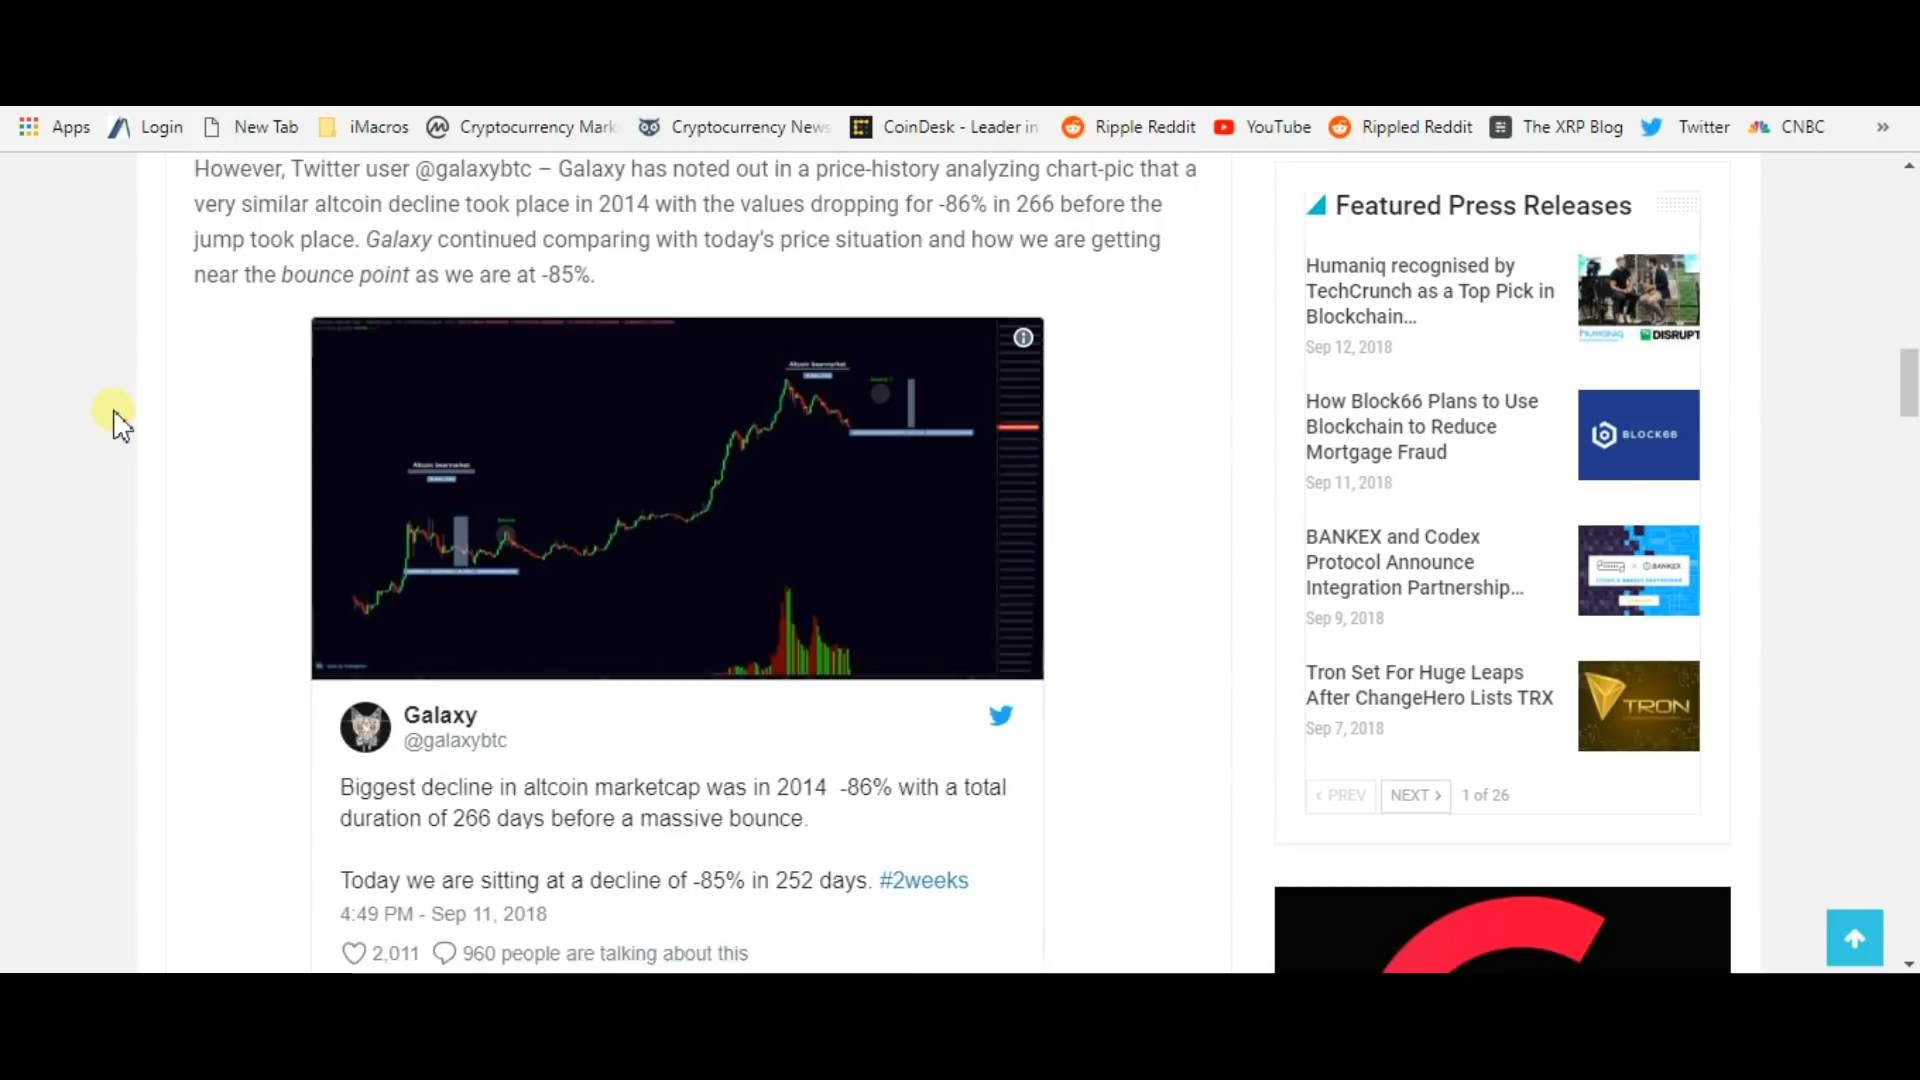 Apps Login New Tab iMacros Cryptocurrency Mark Cryptocurrency News CoinDesk - Leader in Ripple Reddit YouTube Rippled Reddit The XRP Blog Twitter CNBC »
However, Twitter user @galaxybtc – Galaxy has noted out in a price-history analyzing chart-pic that a
very similar altcoin decline took place in 2014 with the values dropping for -86% in 266 before the
jump took place. Galaxy continued comparing with today's price situation and how we are getting
near the bounce point as we are at -85%.
Altcoin bearmarket
Altcoin bearmarket
Galaxy
@galaxybtc
Biggest decline in altcoin marketcap was in 2014 -86% with a total
duration of 266 days before a massive bounce.
Today we are sitting at a decline of -85% in 252 days. #2weeks
4:49 PM - Sep 11, 2018
2,011 960 people are talking about this
Featured Press Releases
Humaniq recognised by
TechCrunch as a Top Pick in
Blockchain...
Sep 12, 2018
humaniq DISRUPT
How Block66 Plans to Use
Blockchain to Reduce
Mortgage Fraud
Sep 11, 2018
BLOCK66
BANKEX and Codex
Protocol Announce
Integration Partnership...
Sep 9, 2018
BANKEX
Tron Set For Huge Leaps
After ChangeHero Lists TRX
Sep 7, 2018
TRON
‹ PREV NEXT › 1 of 26